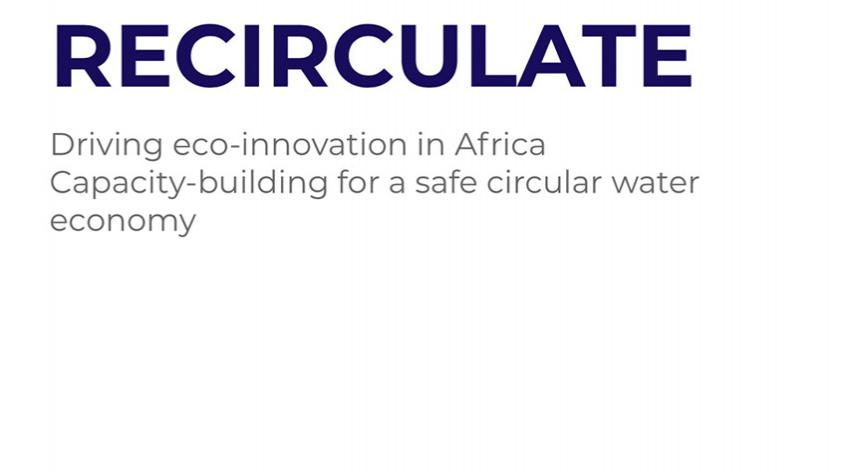 RECIRCULATE
Driving eco-innovation in Africa
Capacity-building for a safe circular water
economy